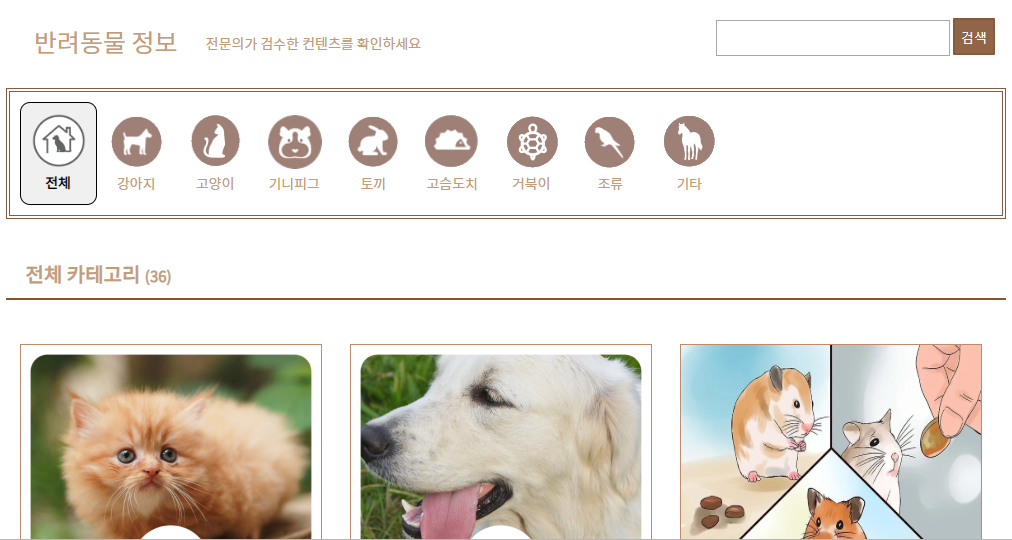 반려동물 정보
전문의가 검수한 컨텐츠를 확인하세요
검색
전체
강아지
고양이
기니피그
토끼
고슴도치
거북이
조류
기타
전체 카테고리 (36)